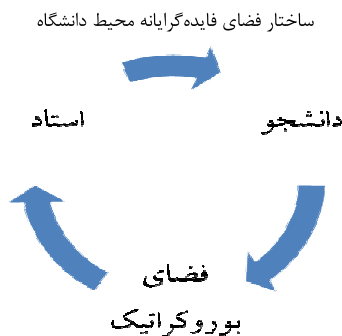 ساختار فضای فایده‌گرایانه محیط دانشگاه
دانشجو
استاد
فضای
بوروکراتیک